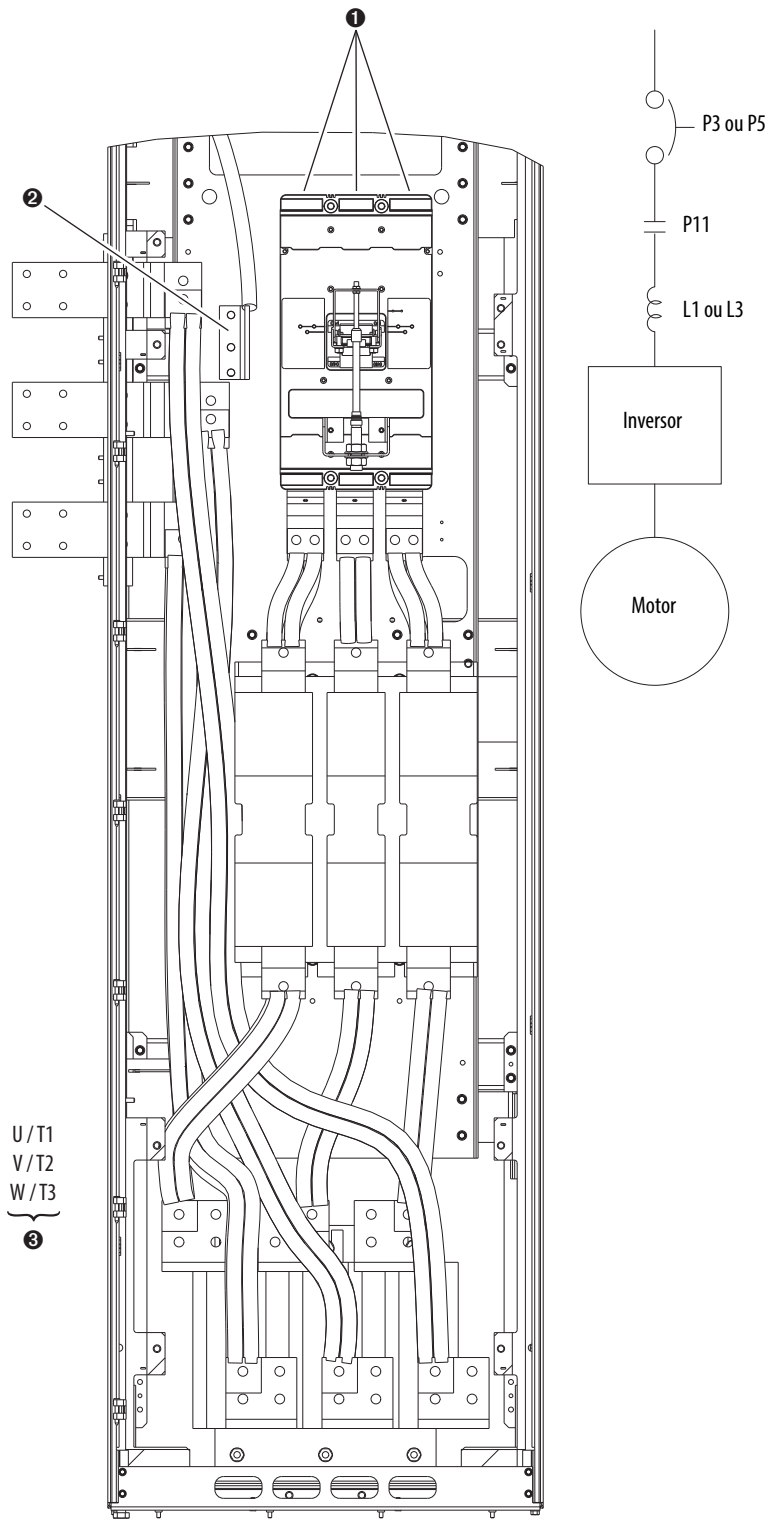 ❶
P3 ou P5
❷
P11
L1 ou L3
Inversor
Motor
U / T1
V / T2
W / T3
❸